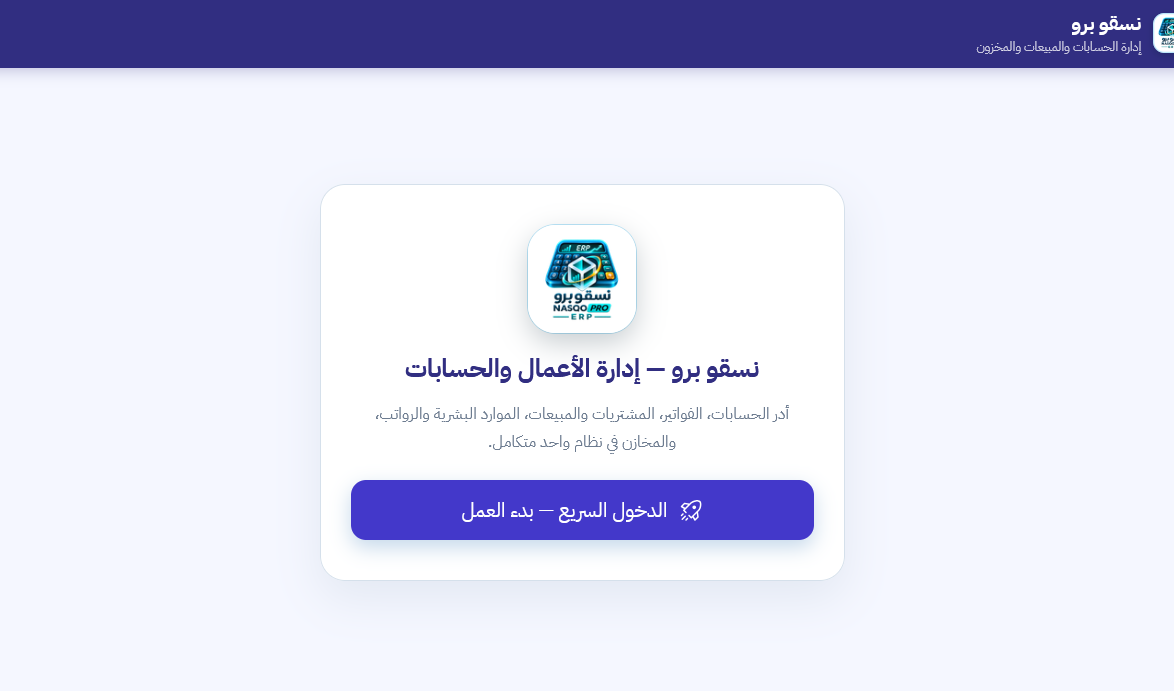 نسقو برو
إدارة الحسابات والمبيعات والمخزون
ERP
نسقو برو
NASQO PRO
ERP
نسقو برو — إدارة الأعمال والحسابات
أدر الحسابات، الفواتير، المشتريات والمبيعات، الموارد البشرية والرواتب،
والمخازن في نظام واحد متكامل.
الدخول السريع — بدء العمل